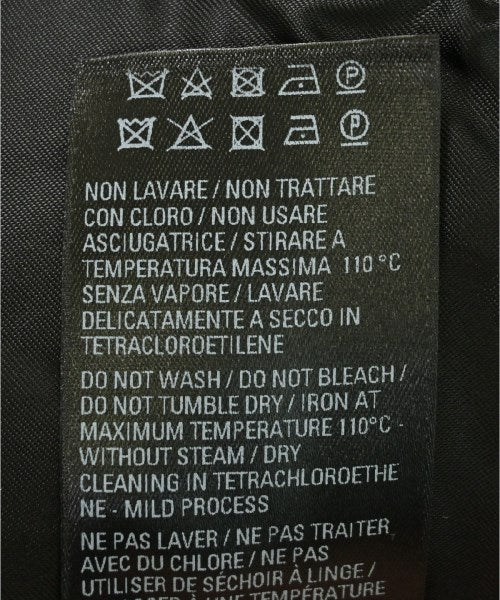 P
P
NON LAVARE / NON TRATTARE
CON CLORO / NON USARE
ASCIUGATRICE / STIRARE A
TEMPERATURA MASSIMA 110°C
SENZA VAPORE / LAVARE
DELICATAMENTE A SECCO IN
TETRACLOROETILENE
DO NOT WASH / DO NOT BLEACH /
DO NOT TUMBLE DRY / IRON AT
MAXIMUM TEMPERATURE 110°C -
WITHOUT STEAM / DRY
CLEANING IN TETRACHLOROETHE
NE - MILD PROCESS
NE PAS LAVER / NE PAS TRAITER
AVEC DU CHLORE / NE PAS
UTILISER DE SÉCHOIR À LINGE /
À UNE TEMPÉRATURE